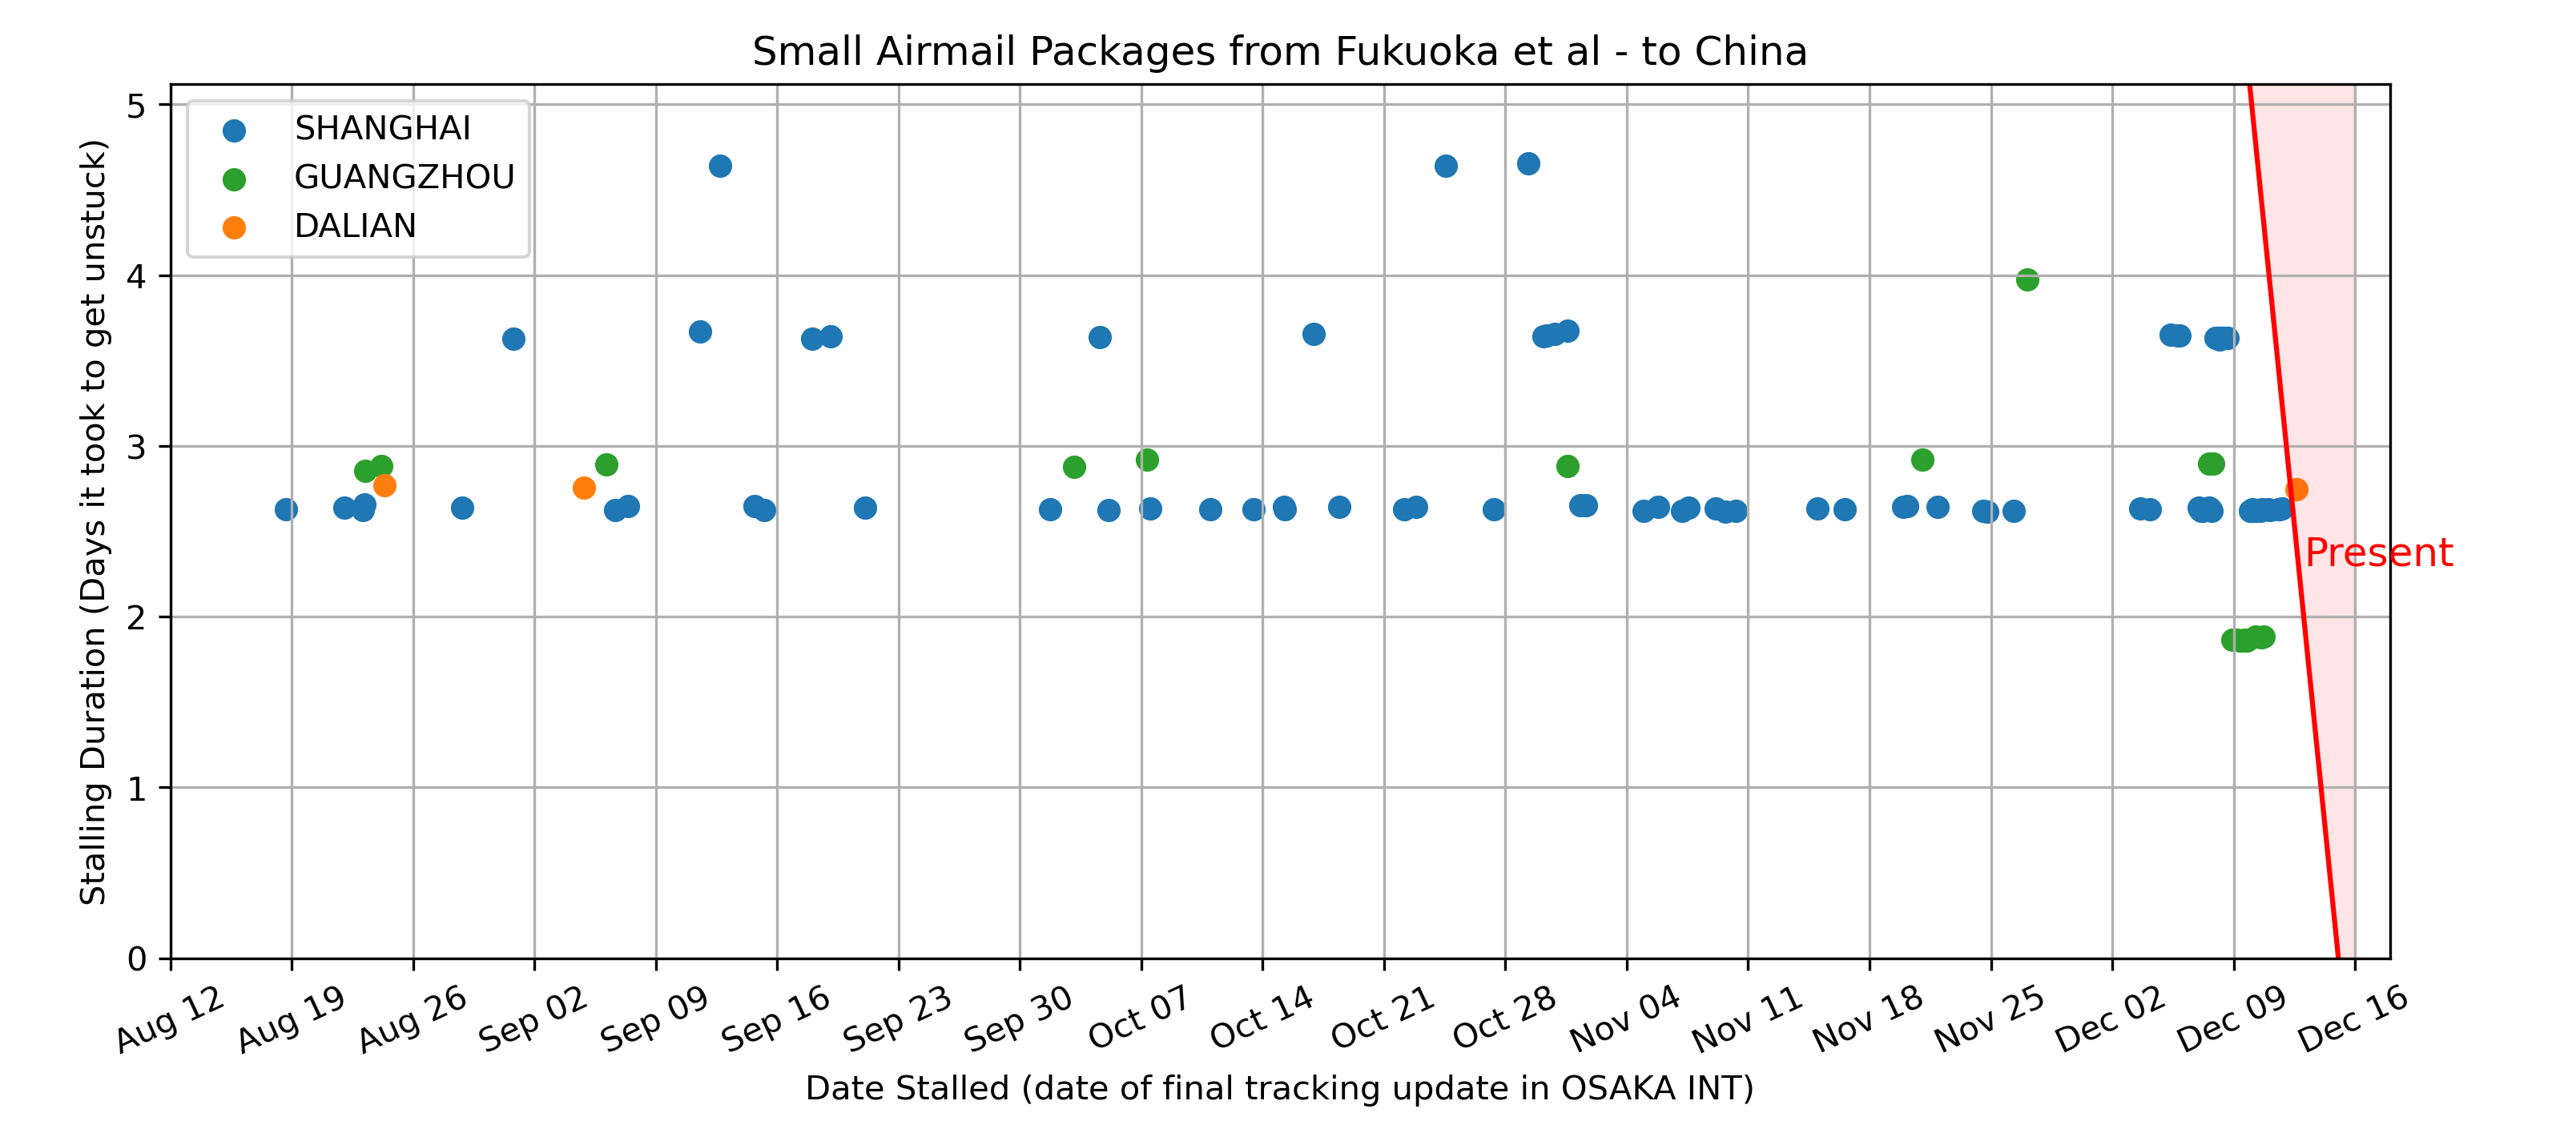 Small Airmail Packages from Fukuoka et al - to China
Stalling Duration (Days it took to get unstuck)
5
4
3
2
1
0
SHANGHAI
GUANGZHOU
DALIAN
Present
Aug 12
Aug 19
Aug 26
Sep 02
Sep 09
Sep 16
Sep 23
Sep 30
Oct 07
Oct 14
Oct 21
Oct 28
Nov 04
Nov 11
Nov 18
Nov 25
Dec 02
Dec 09
Dec 16
Date Stalled (date of final tracking update in OSAKA INT)